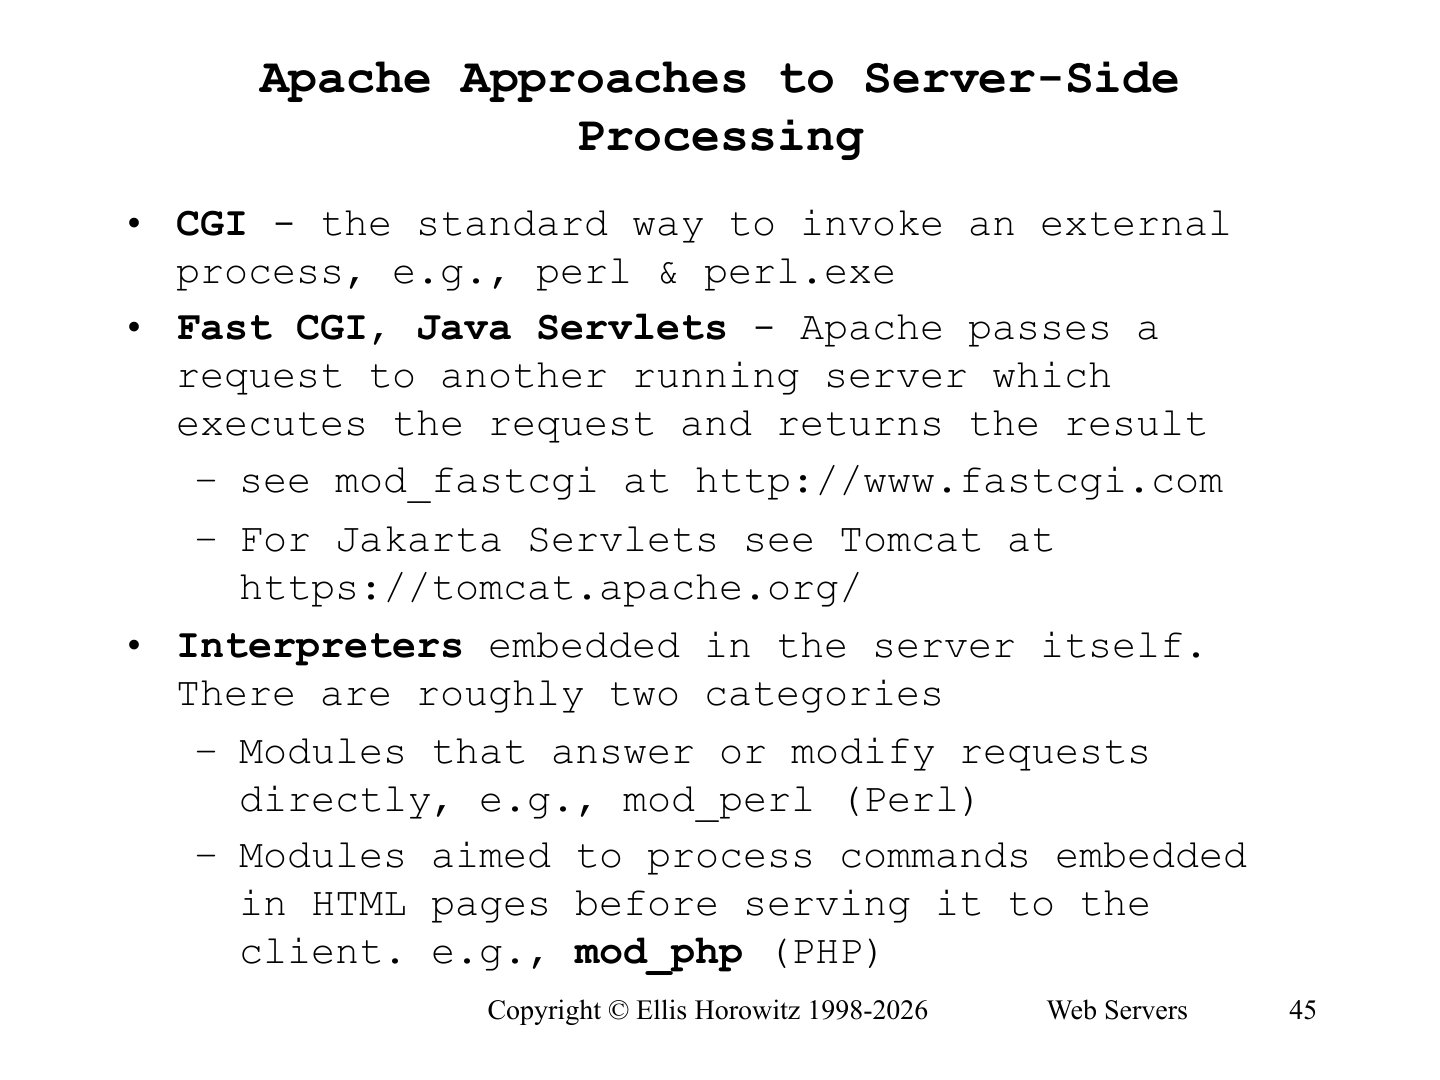 Apache Approaches to Server-Side
Processing
• CGI - the standard way to invoke an external
process, e.g., perl & perl.exe
• Fast CGI, Java Servlets - Apache passes a
request to another running server which
executes the request and returns the result
– see mod_fastcgi at http://www.fastcgi.com
– For Jakarta Servlets see Tomcat at
https://tomcat.apache.org/
• Interpreters embedded in the server itself.
There are roughly two categories
– Modules that answer or modify requests
directly, e.g., mod_perl (Perl)
– Modules aimed to process commands embedded
in HTML pages before serving it to the
client. e.g., mod_php (PHP)
Copyright © Ellis Horowitz 1998-2026 Web Servers 45